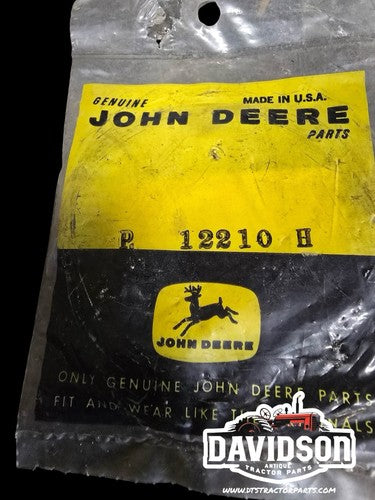 GENUINE MADE IN U.S.A.
JOHN DEERE
PARTS
P 12210 H
JOHN DEERE
ONLY GENUINE JOHN DEERE PARTS
FIT AND WEAR LIKE
DAVIDSON
ANTIQUE
TRACTOR PARTS
WWW.DTSTRACTORPARTS.COM